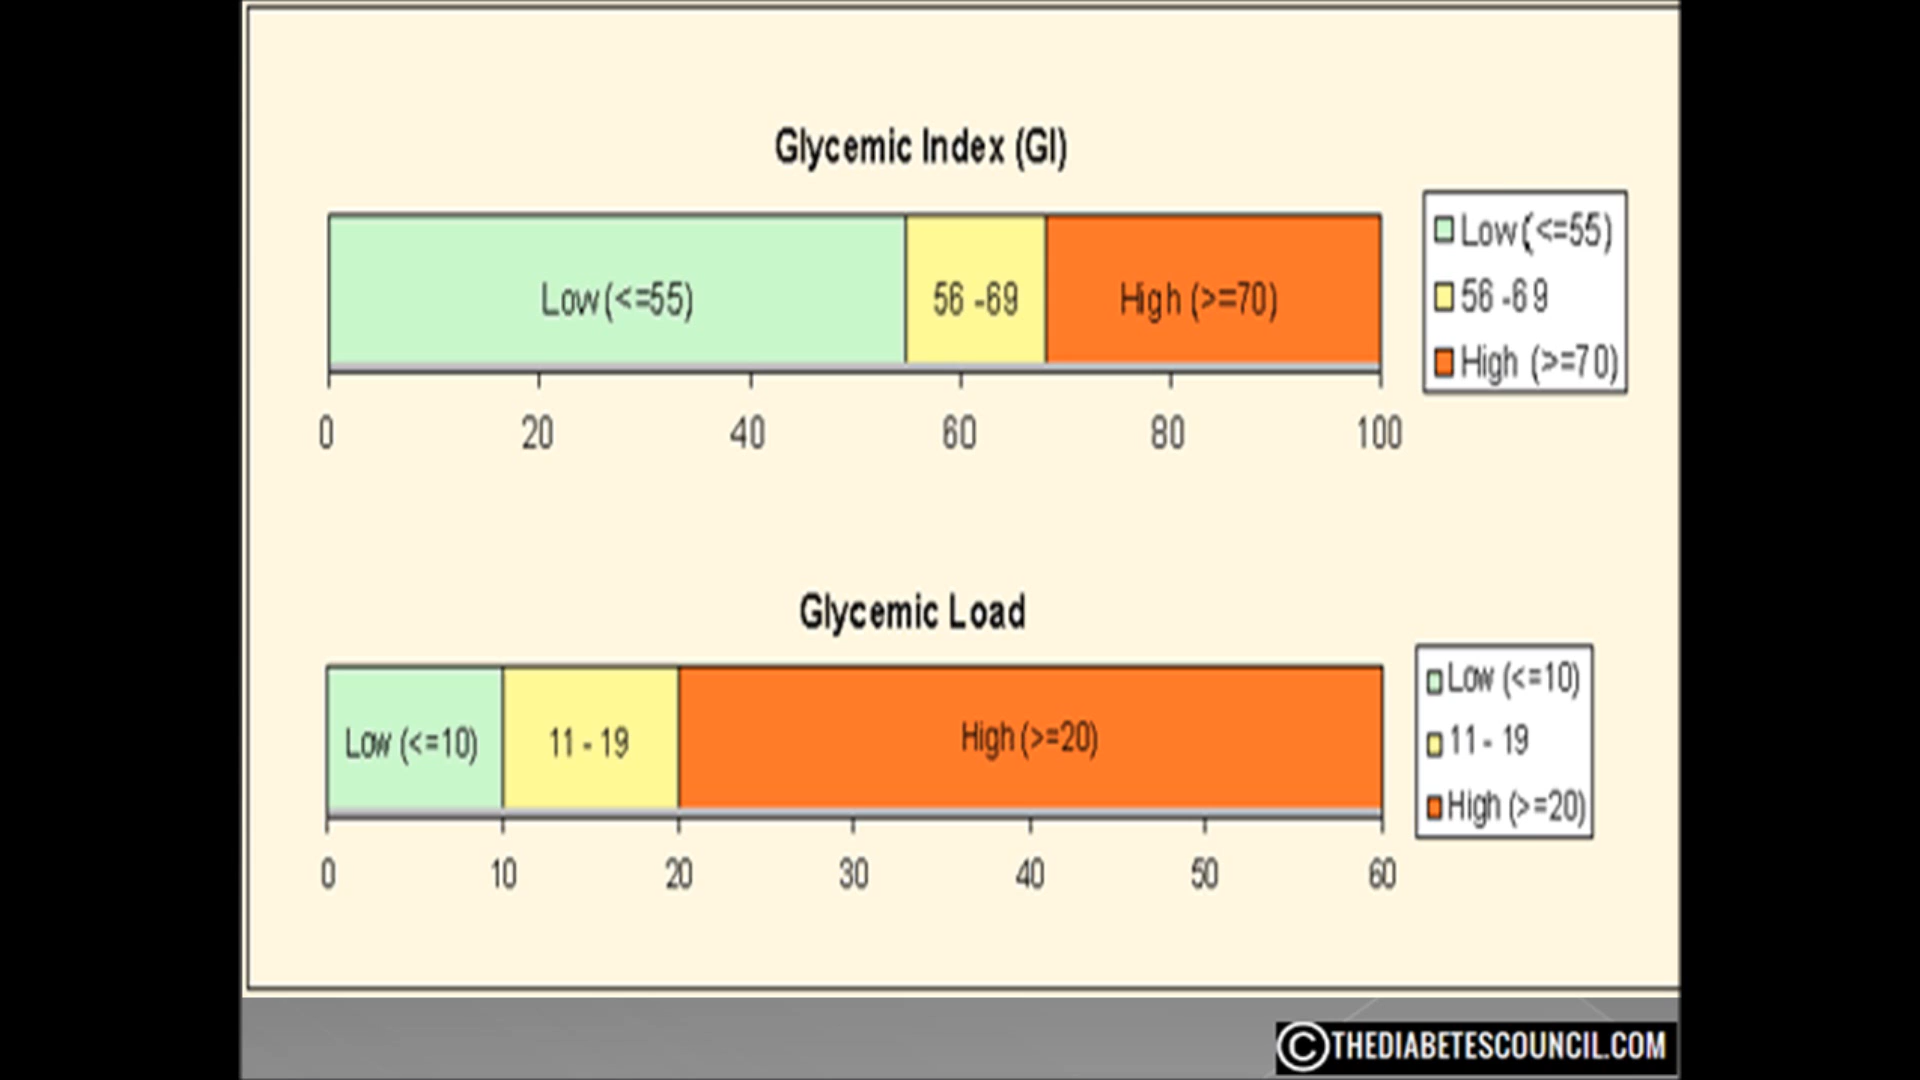 Glycemic Index (GI)
Low (<=55)
56 -69
High (>=70)
Low (<=55)
56 -69
High (>=70)
0 20 40 60 80 100
Glycemic Load
Low (<=10)
11 - 19
High (>=20)
Low (<=10)
11 - 19
High (>=20)
0 10 20 30 40 50 60
© THEDIABETESCOUNCIL.COM